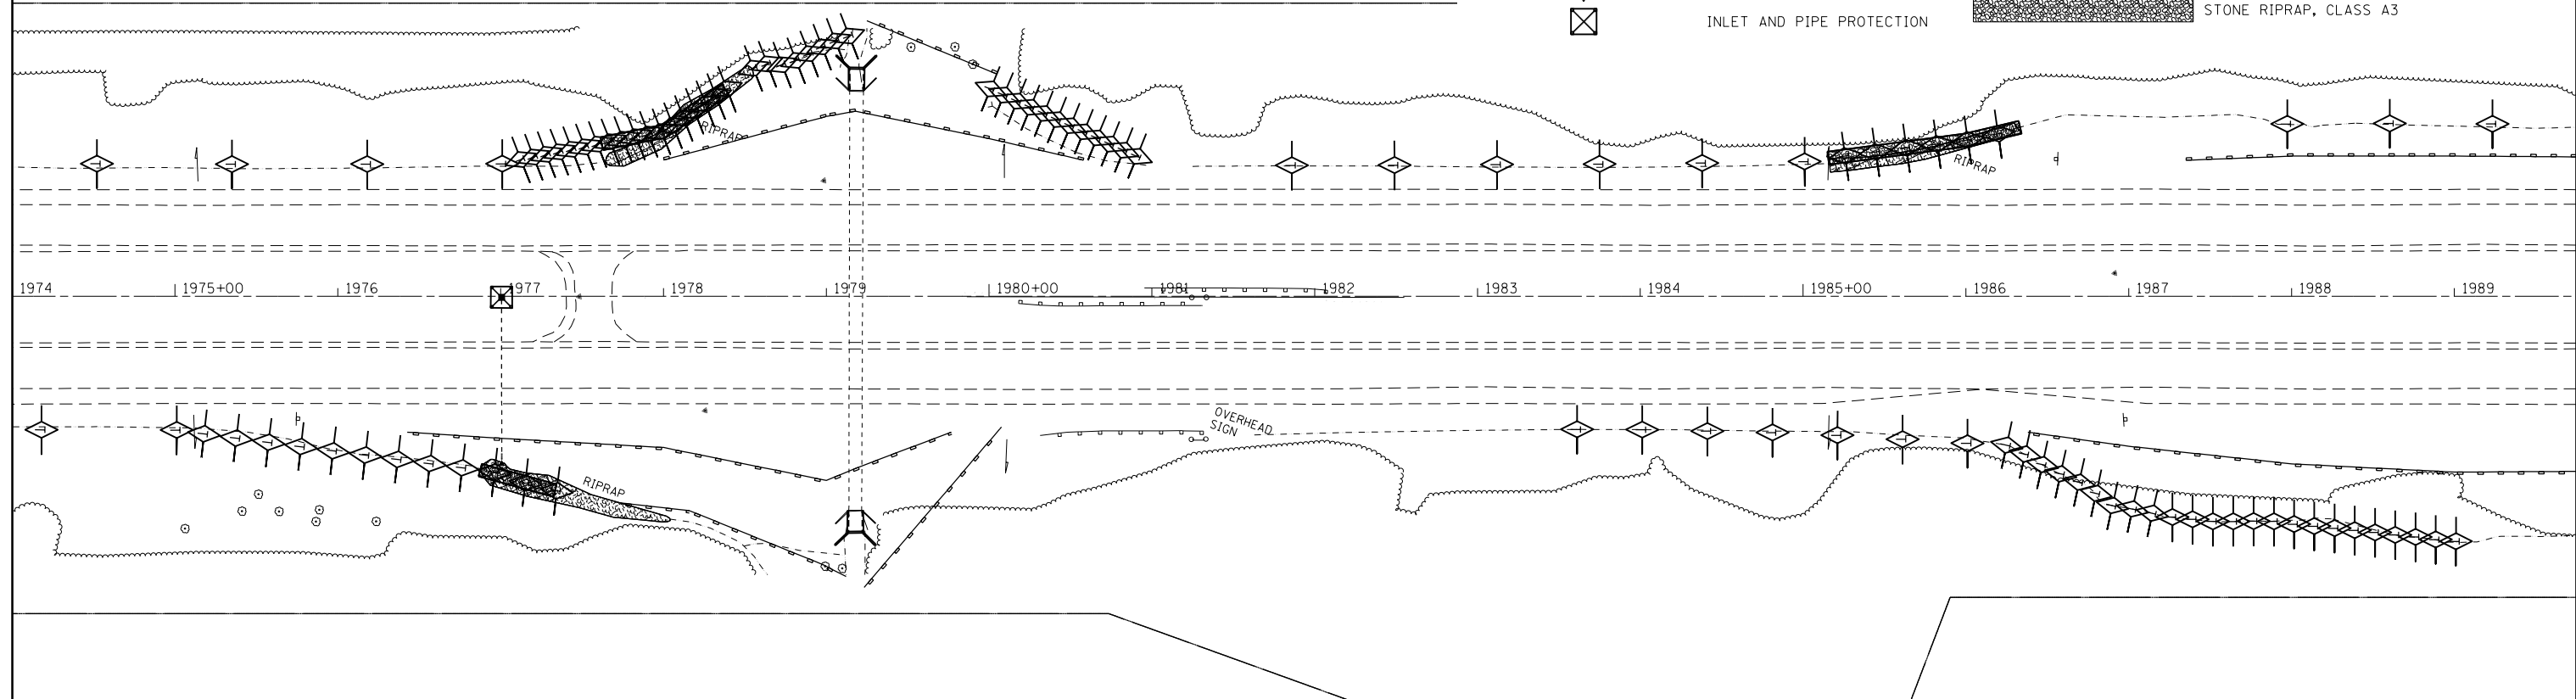 STONE RIPRAP, CLASS A3
INLET AND PIPE PROTECTION
RIPRAP
RIPRAP
1974 1975+00 1976 1977 1978 1979 1980+00 1981 1982 1983 1984 1985+00 1986 1987 1988 1989
OVERHEAD
SIGN
RIPRAP